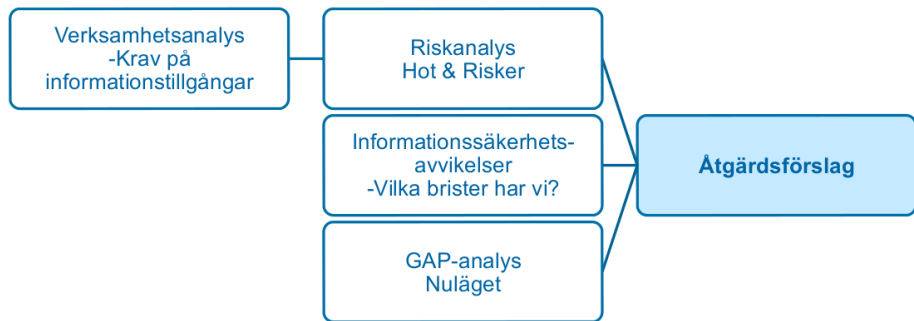 Verksamhetsanalys
-Krav på
informationstillgångar
Riskanalys
Hot & Risker
Informationssäkerhets-
avvikelser
-Vilka brister har vi?
GAP-analys
Nuläget
Åtgärdsförslag